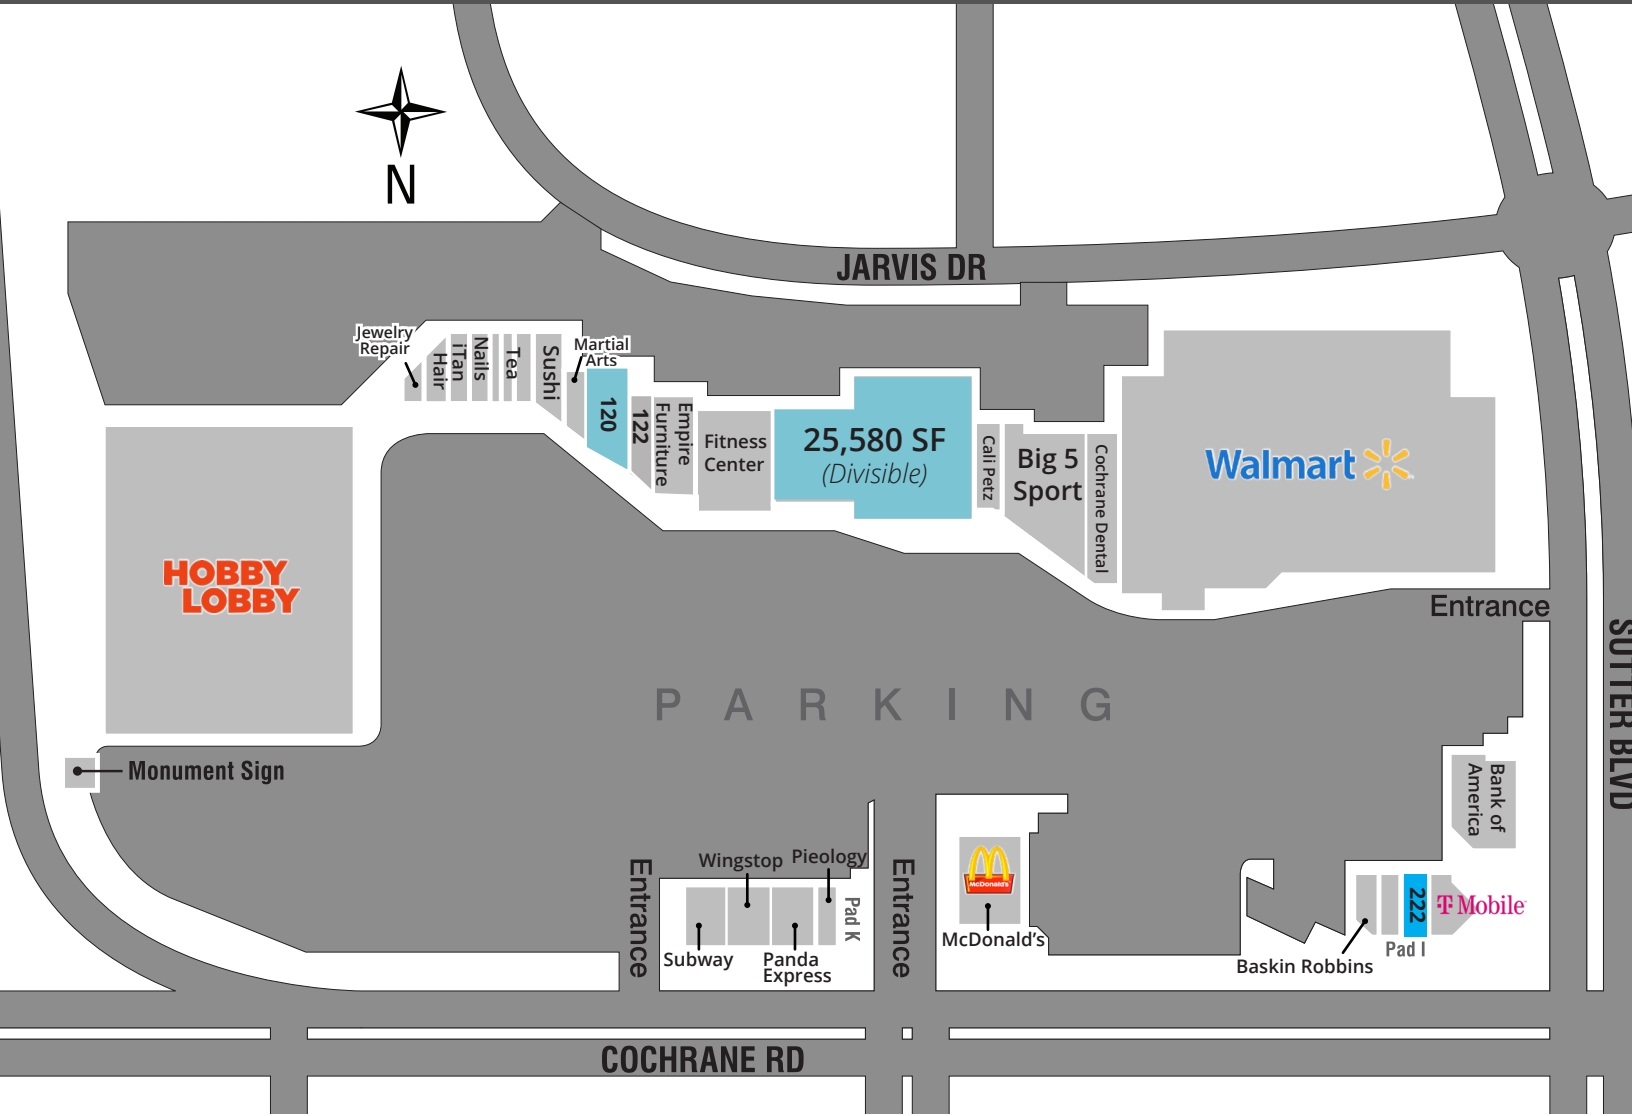 N
JARVIS DR
Jewelry
Repair
Hair
iTan
Nails
Tea
Sushi
Martial
Arts
120
122
Empire
Furniture
Fitness
Center
25,580 SF
(Divisible)
Cali Petz
Big 5
Sport
Cochrane Dental
Walmart
HOBBY
LOBBY
Entrance
SUTTER BLVD
PARKING
Monument Sign
Bank of
America
Wingstop
Pieology
Entrance
Subway
Panda
Express
Pad K
Entrance
McDonald's
McDonald's
222
T Mobile
Pad I
Baskin Robbins
COCHRANE RD